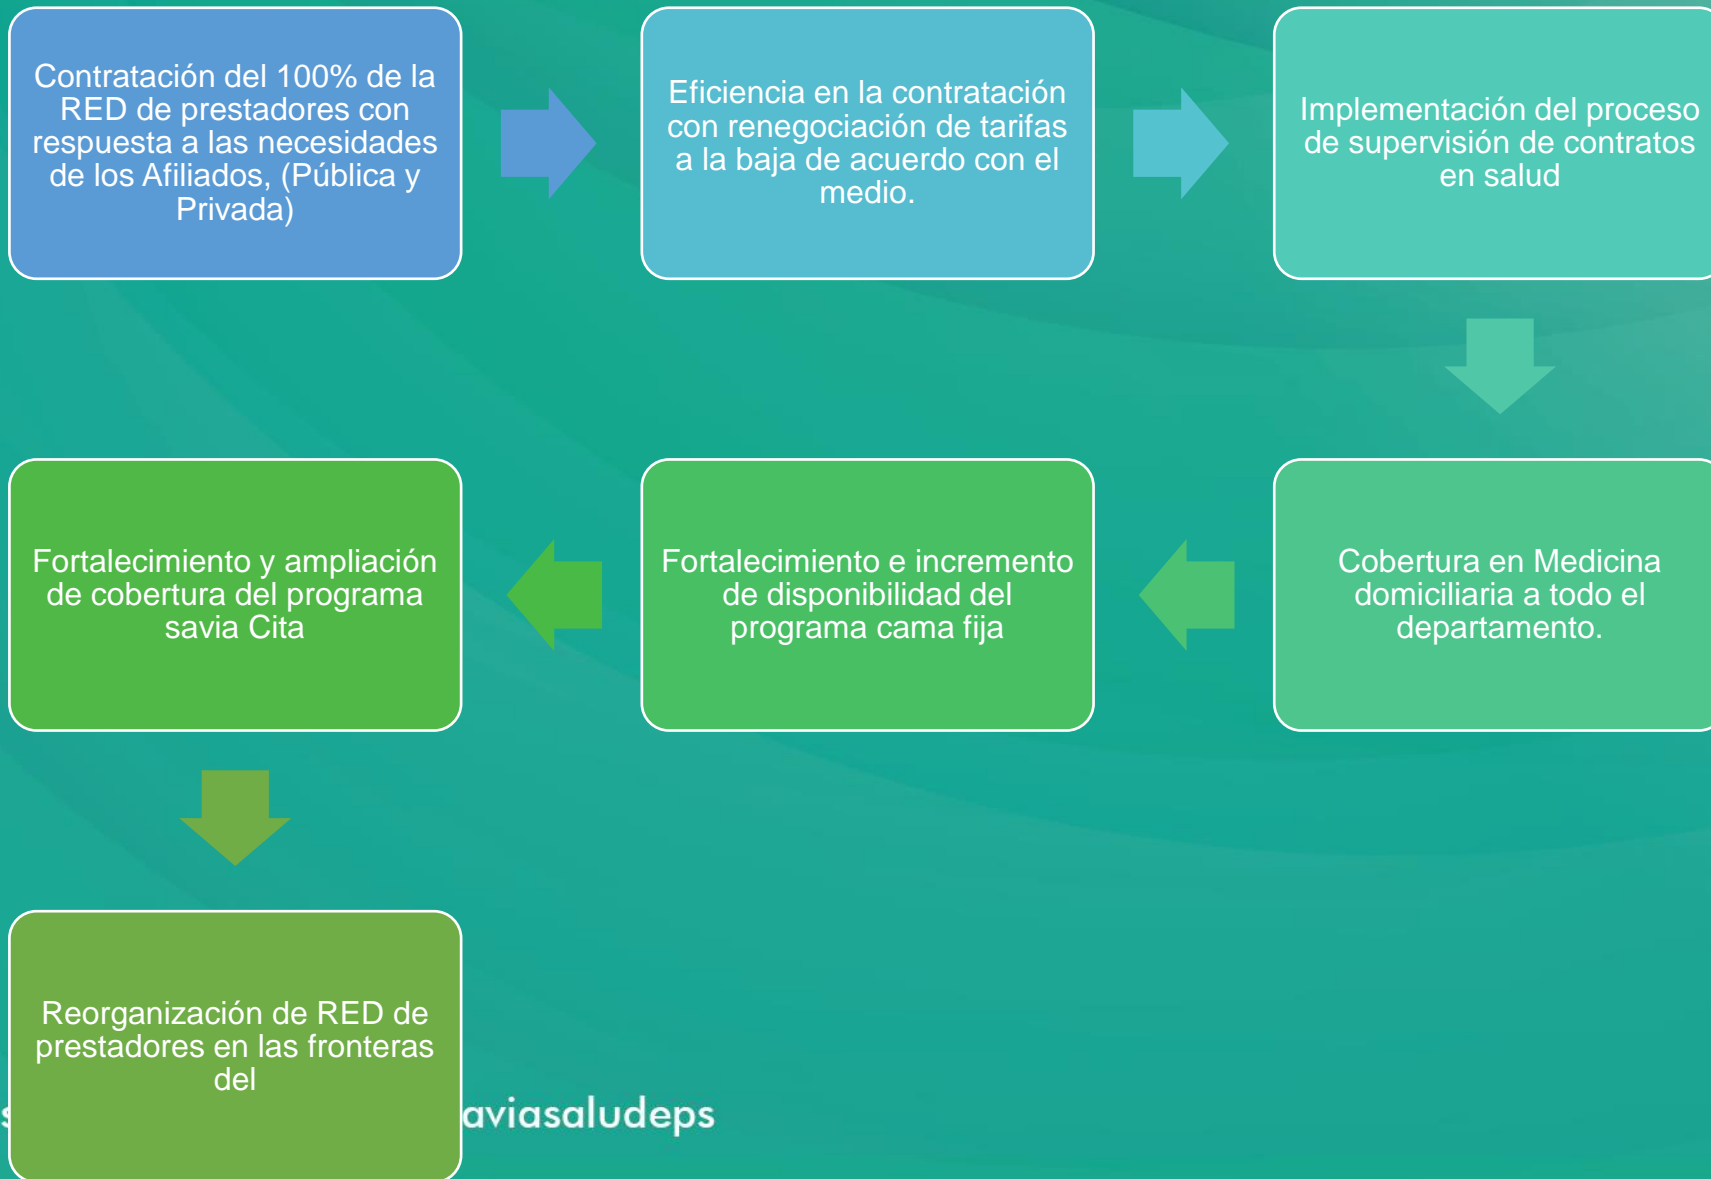 Contratación del 100% de la
RED de prestadores con
respuesta a las necesidades
de los Afiliados, (Pública y
Privada)
Eficiencia en la contratación
con renegociación de tarifas
a la baja de acuerdo con el
medio.
Implementación del proceso
de supervisión de contratos
en salud
Cobertura en Medicina
domiciliaria a todo el
departamento.
Fortalecimiento e incremento
de disponibilidad del
programa cama fija
Fortalecimiento y ampliación
de cobertura del programa
savia Cita
Reorganización de RED de
prestadores en las fronteras
del
aviasaludeps